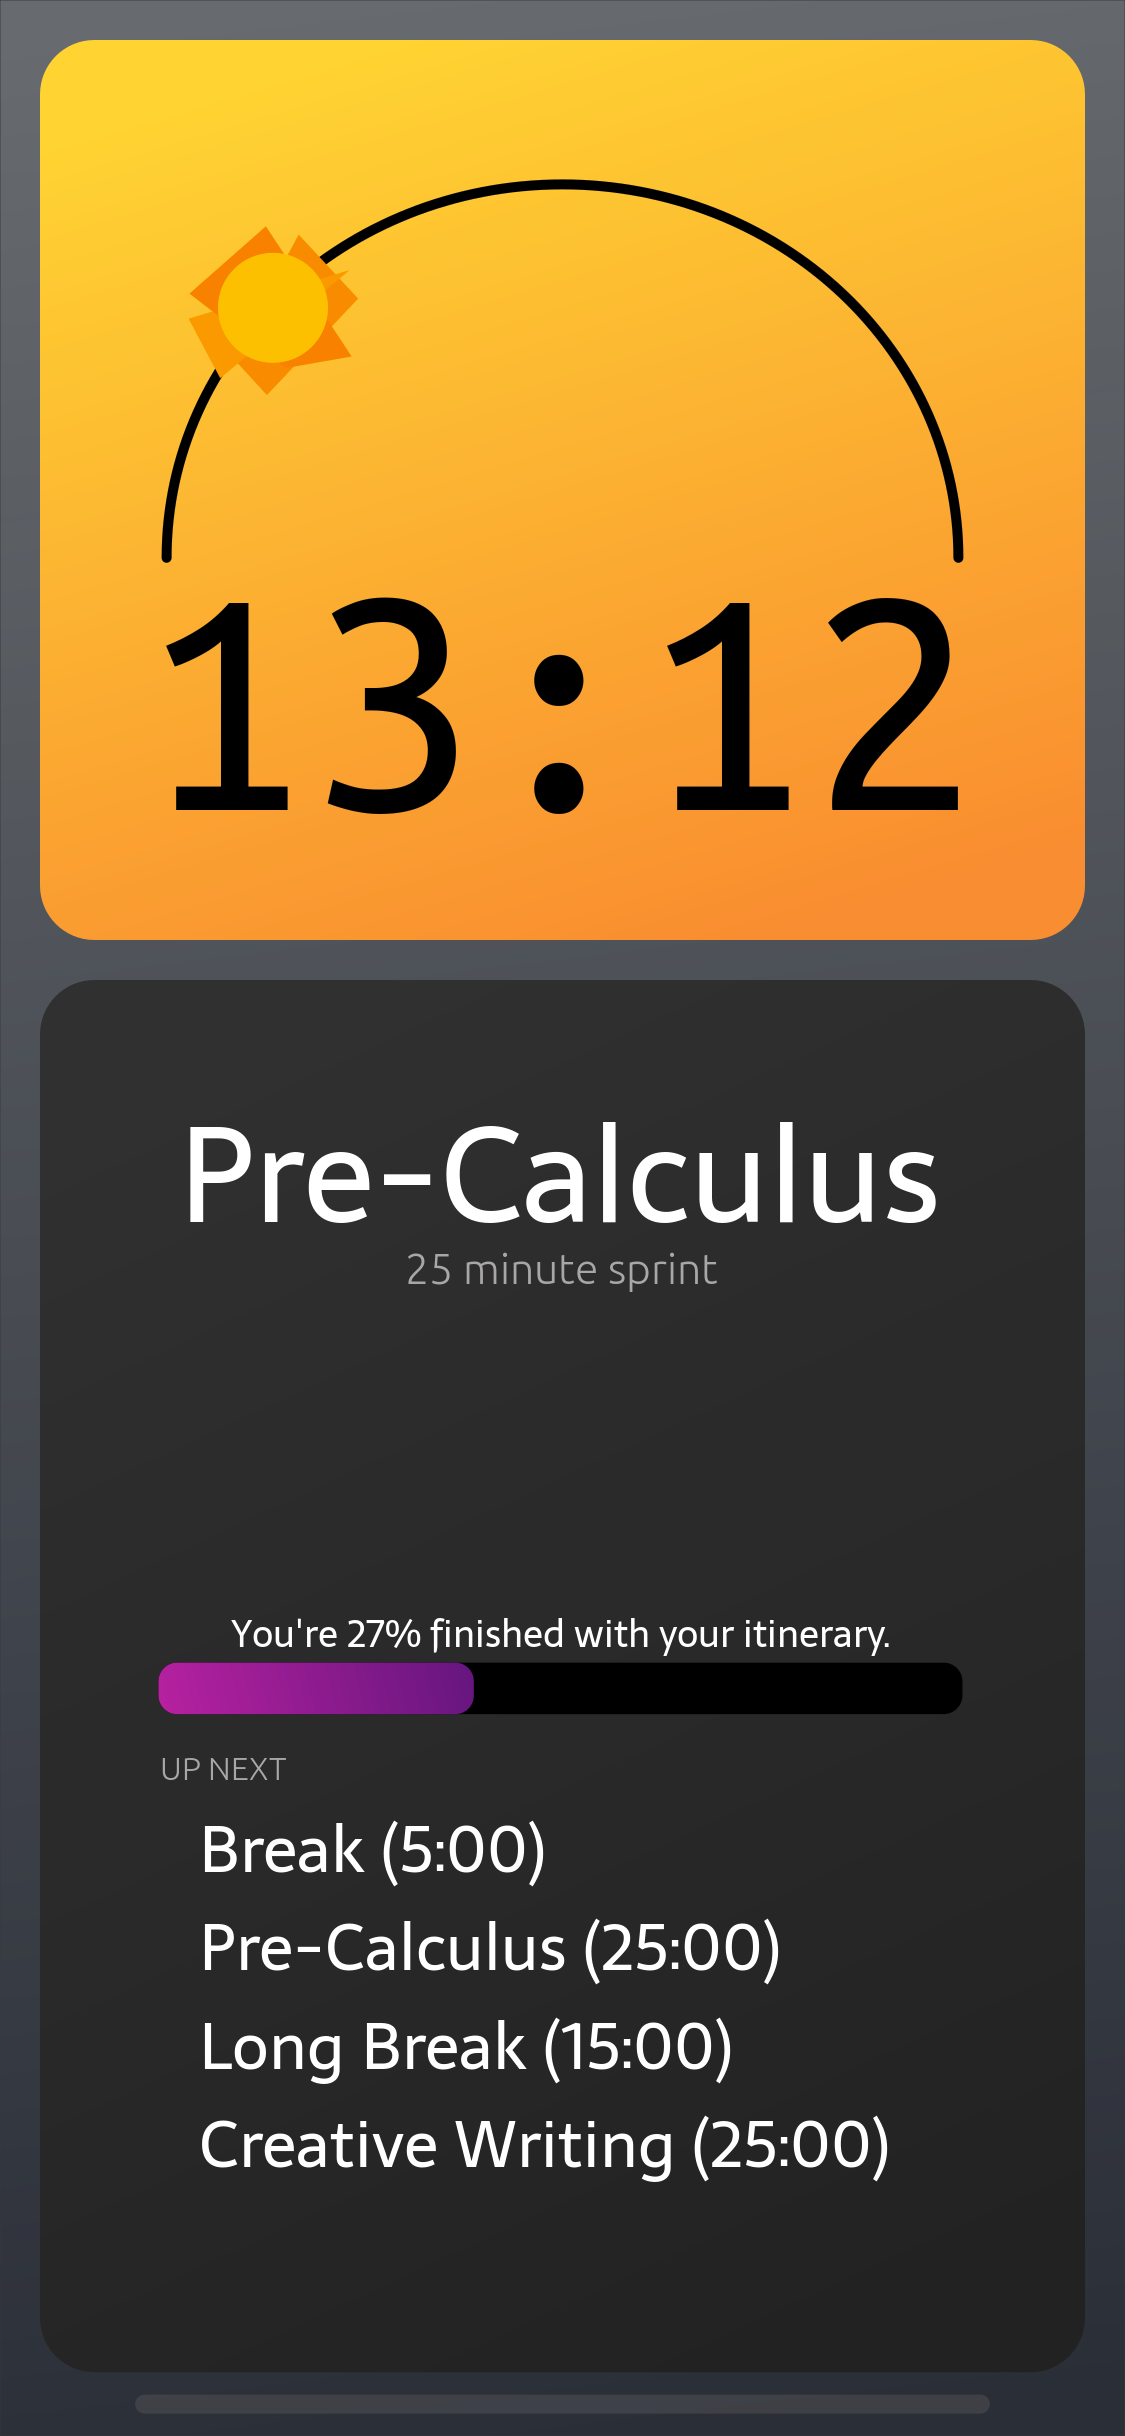 13:12
Pre-Calculus
25 minute sprint
You're 27% finished with your itinerary.
UP NEXT
Break (5:00)
Pre-Calculus (25:00)
Long Break (15:00)
Creative Writing (25:00)